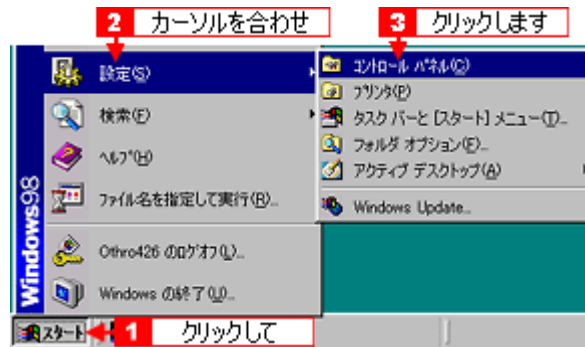 2 カーソルを合わせ
3 クリックします
設定(S)
検索(F)
ヘルプ(H)
ファイル名を指定して実行(R)...
Othro426 のログオフ(L)...
Windows の終了(U)...
Windows98
コントロール パネル(C)
プリンタ(P)
タスク バーと [スタート] メニュー(T)...
フォルダ オプション(F)...
アクティブ デスクトップ(A)
Windows Update...
スタート
1 クリックして